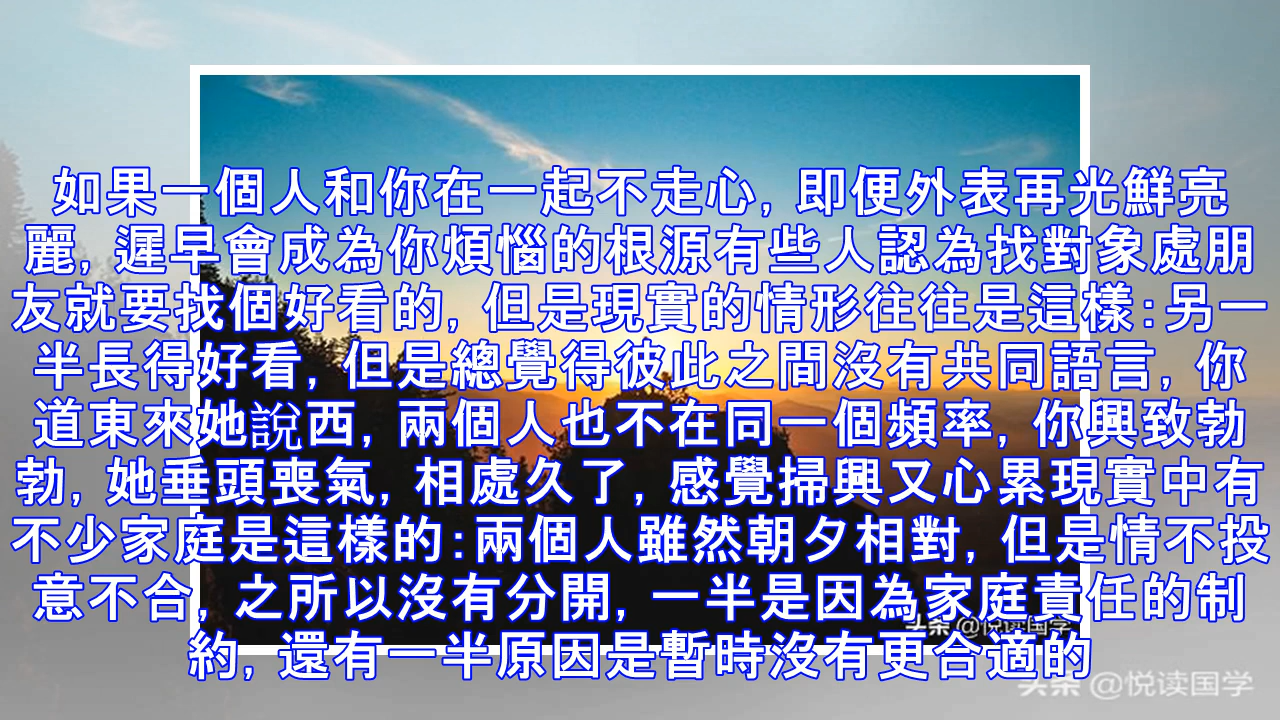 如果一個人和你在一起不走心, 即便外表再光鮮亮
麗, 遲早會成為你煩惱的根源有些人認為找對象處朋
友就要找個好看的, 但是現實的情形往往是這樣:另一
半長得好看, 但是總覺得彼此之間沒有共同語言, 你
道東來她說西, 兩個人也不在同一個頻率, 你興致勃
勃, 她垂頭喪氣, 相處久了, 感覺掃興又心累現實中有
不少家庭是這樣的:兩個人雖然朝夕相對, 但是情不投
意不合, 之所以沒有分開, 一半是因為家庭責任的制
約, 還有一半原因是暫時沒有更合適的
头条 @悦读国学
头条 @悦读国学